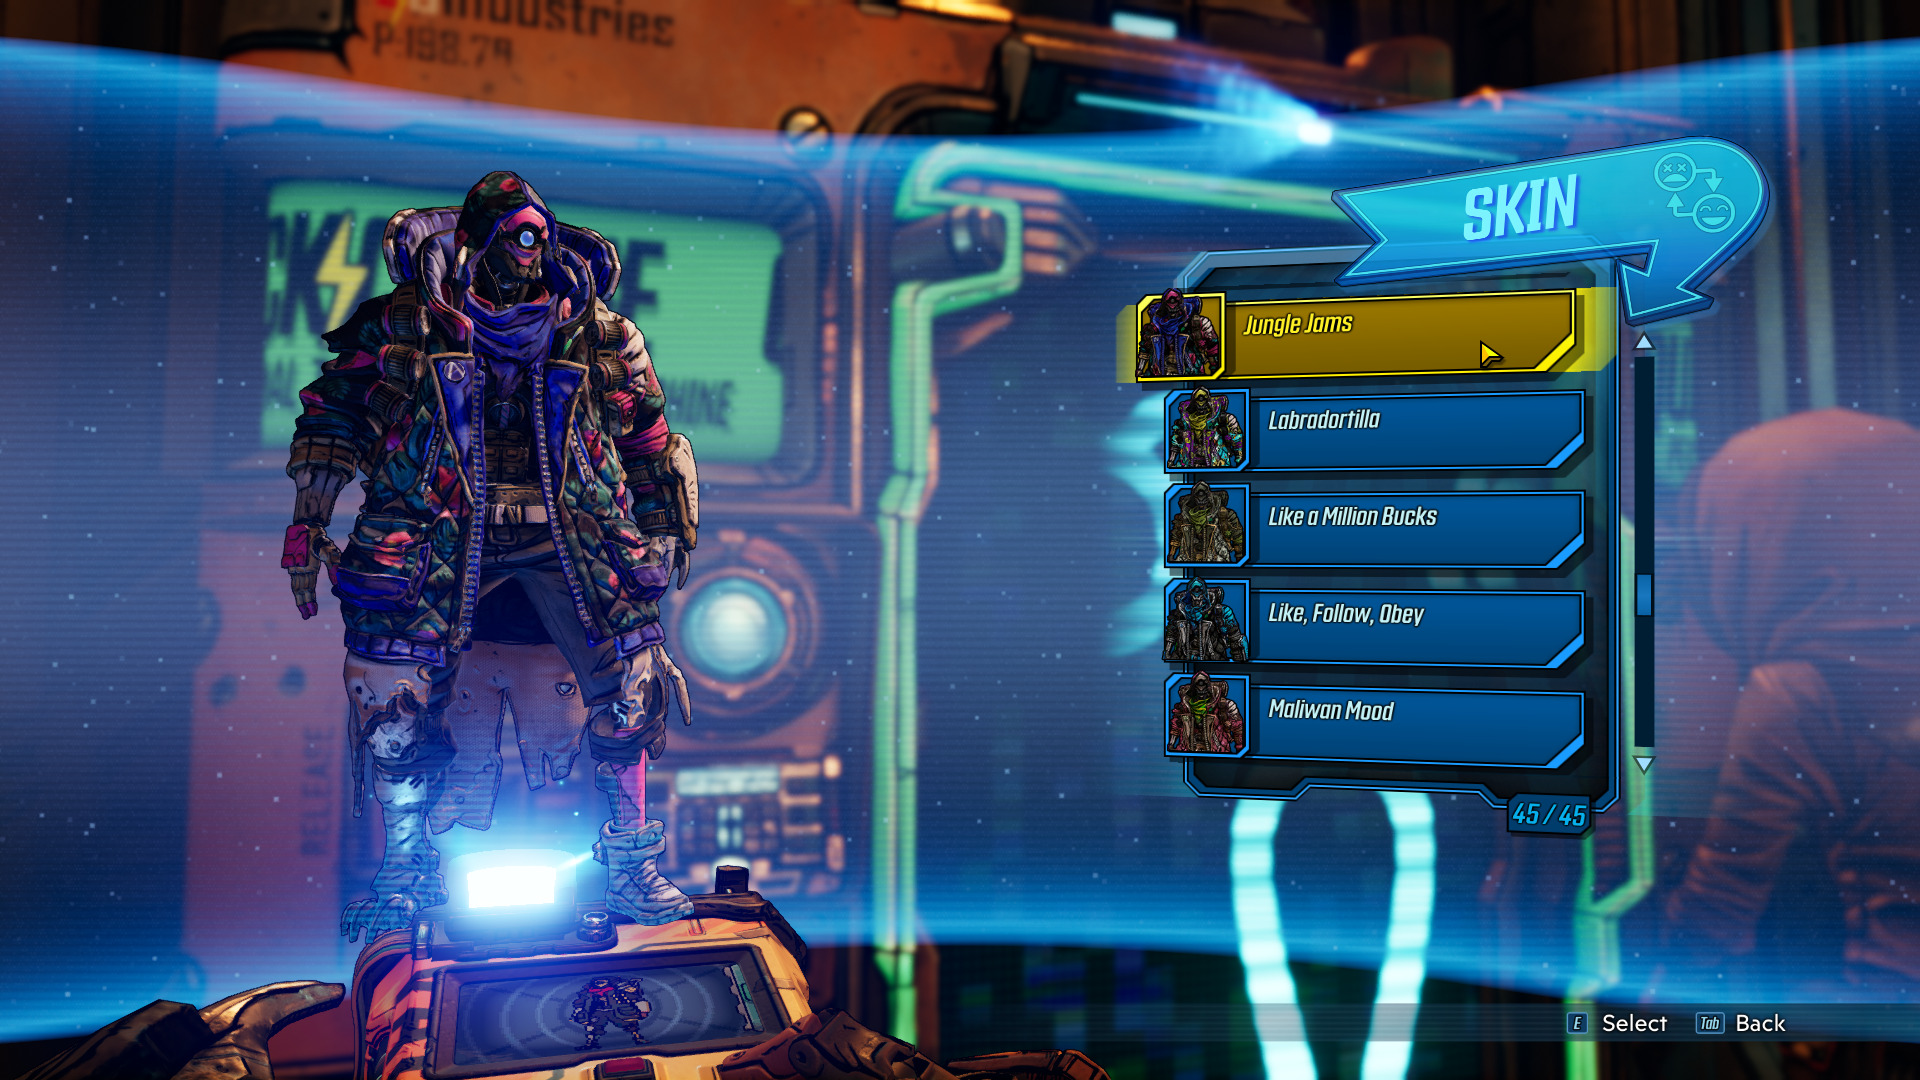 Industries
P-198.79
SKIN
Jungle Jams
Labradortilla
Like a Million Bucks
Like, Follow, Obey
Maliwan Mood
45/45
RELEASE
E Select Tab Back